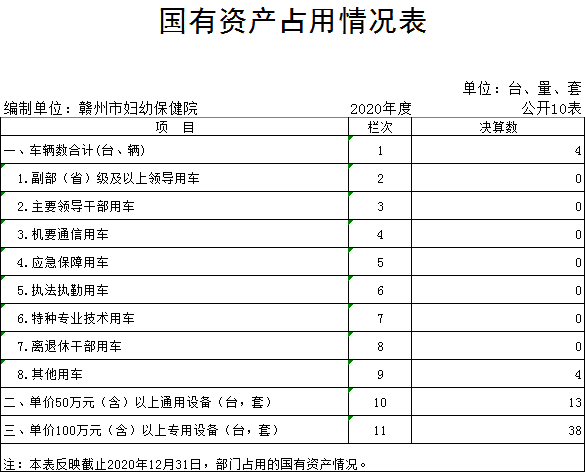 国有资产占用情况表
单位：台、量、套
编制单位：赣州市妇幼保健院 2020年度 公开10表
项 目 栏次 决算数
一、车辆数合计(台、辆) 1 4
1.副部（省）级及以上领导用车 2 0
2.主要领导干部用车 3 0
3.机要通信用车 4 0
4.应急保障用车 5 0
5.执法执勤用车 6 0
6.特种专业技术用车 7 0
7.离退休干部用车 8 0
8.其他用车 9 4
二、单价50万元（含）以上通用设备（台，套） 10 13
三、单价100万元（含）以上专用设备（台，套） 11 38
注：本表反映截止2020年12月31日，部门占用的国有资产情况。